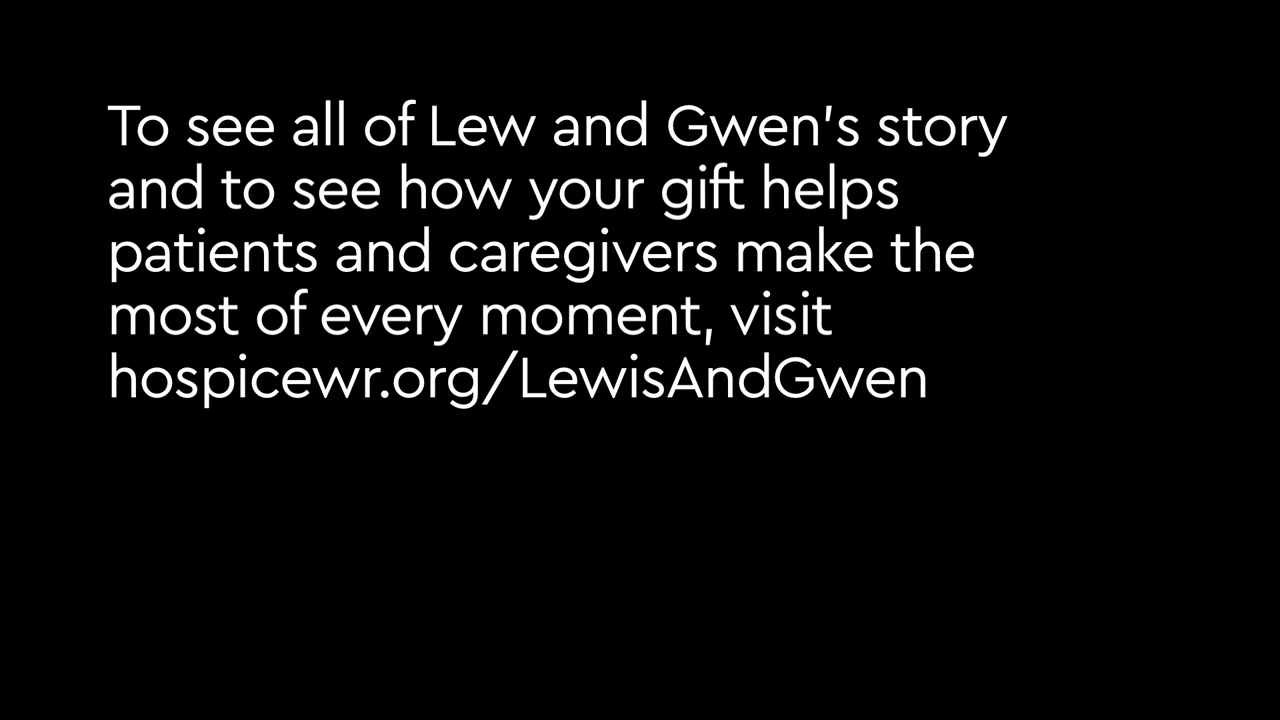 To see all of Lew and Gwen's story
and to see how your gift helps
patients and caregivers make the
most of every moment, visit
hospicewr.org/LewisAndGwen